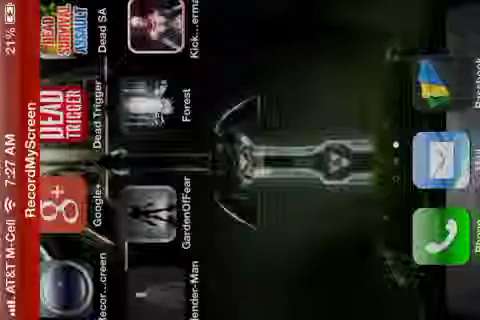 AT&T M-Cell 7:27 AM 21%
RecordMyScreen
Recor...creen Google+ Dead Trigger Dead SA
g+ DEAD TRIGGER DEAD SURVIVAL ASSAULT
lender-Man GardenOfFear Forest Kick...erma
Phone